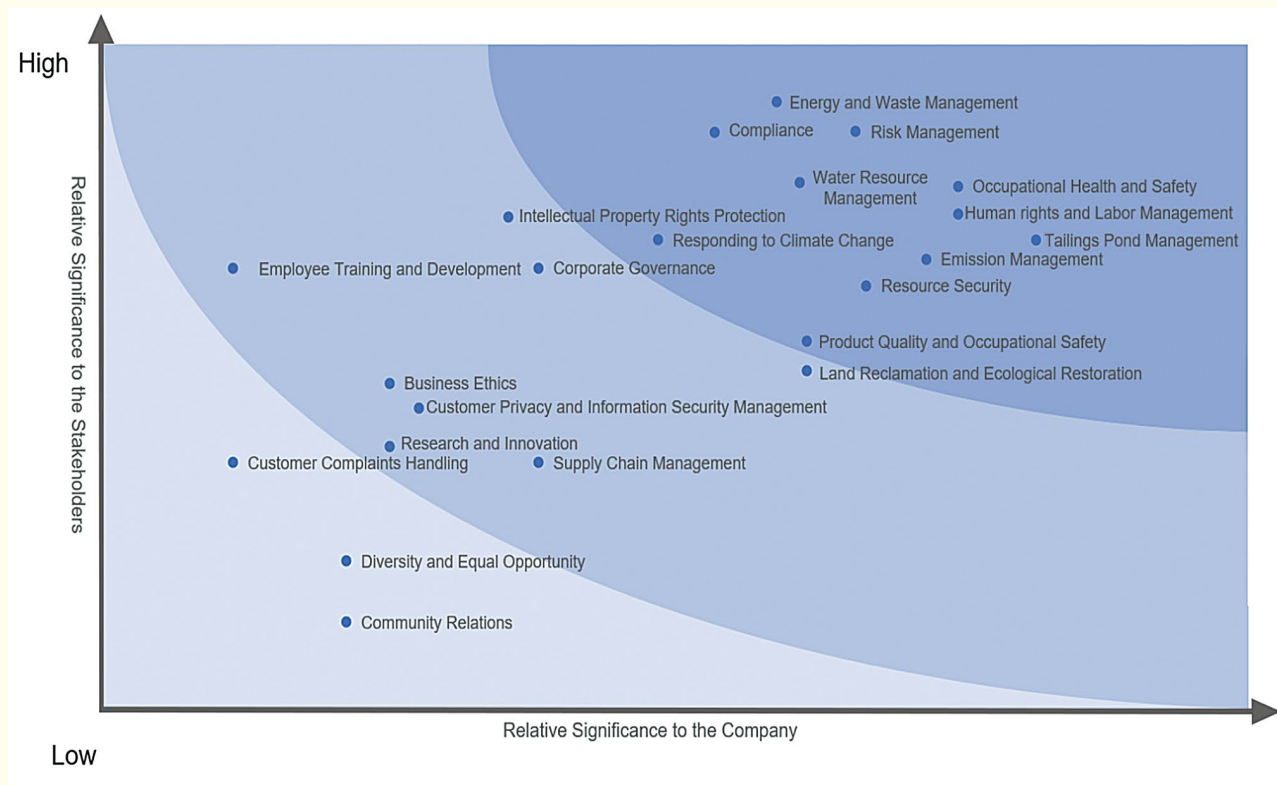 High
Energy and Waste Management
Compliance
Risk Management
Water Resource
Management
Occupational Health and Safety
Human rights and Labor Management
Intellectual Property Rights Protection
Responding to Climate Change
Tailings Pond Management
Emission Management
Employee Training and Development
Corporate Governance
Resource Security
Product Quality and Occupational Safety
Land Reclamation and Ecological Restoration
Business Ethics
Customer Privacy and Information Security Management
Research and Innovation
Customer Complaints Handling
Supply Chain Management
Diversity and Equal Opportunity
Community Relations
Relative Significance to the Stakeholders
Relative Significance to the Company
Low